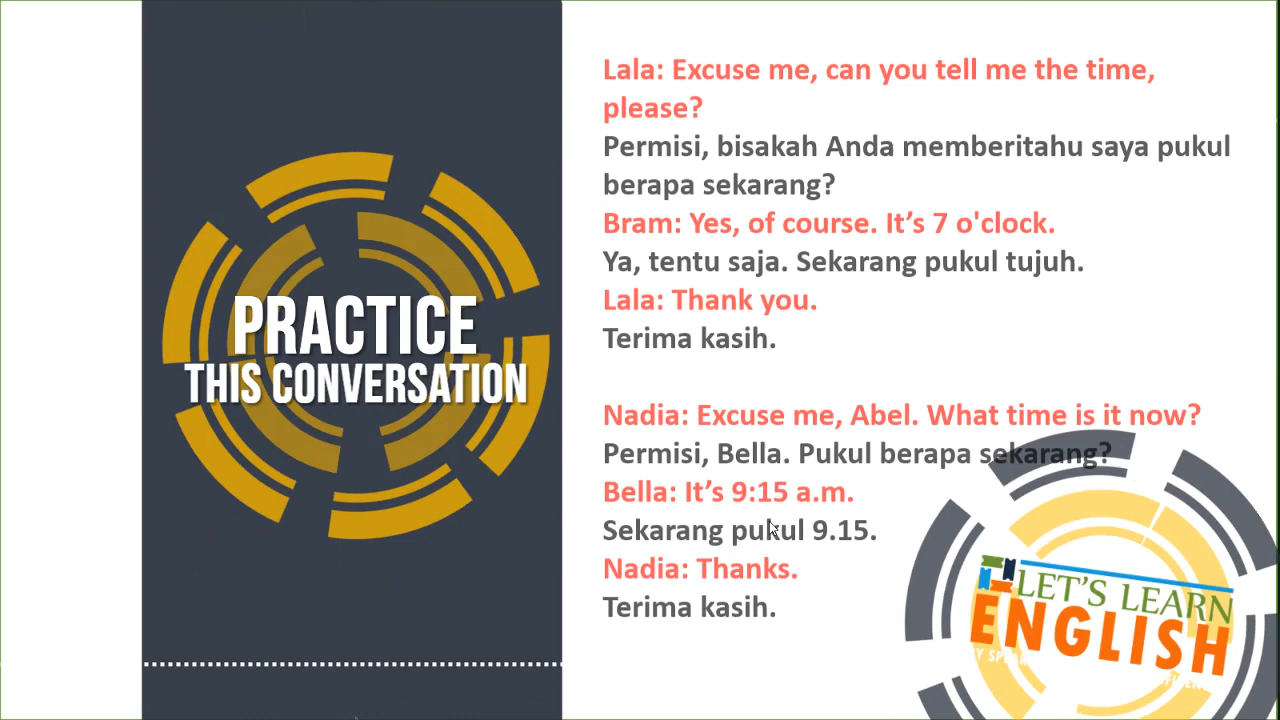 PRACTICE
THIS CONVERSATION
Lala: Excuse me, can you tell me the time,
please?
Permisi, bisakah Anda memberitahu saya pukul
berapa sekarang?
Bram: Yes, of course. It’s 7 o'clock.
Ya, tentu saja. Sekarang pukul tujuh.
Lala: Thank you.
Terima kasih.
Nadia: Excuse me, Abel. What time is it now?
Permisi, Bella. Pukul berapa sekarang?
Bella: It’s 9:15 a.m.
Sekarang pukul 9.15.
Nadia: Thanks.
Terima kasih.
LET'S LEARN
ENGLISH